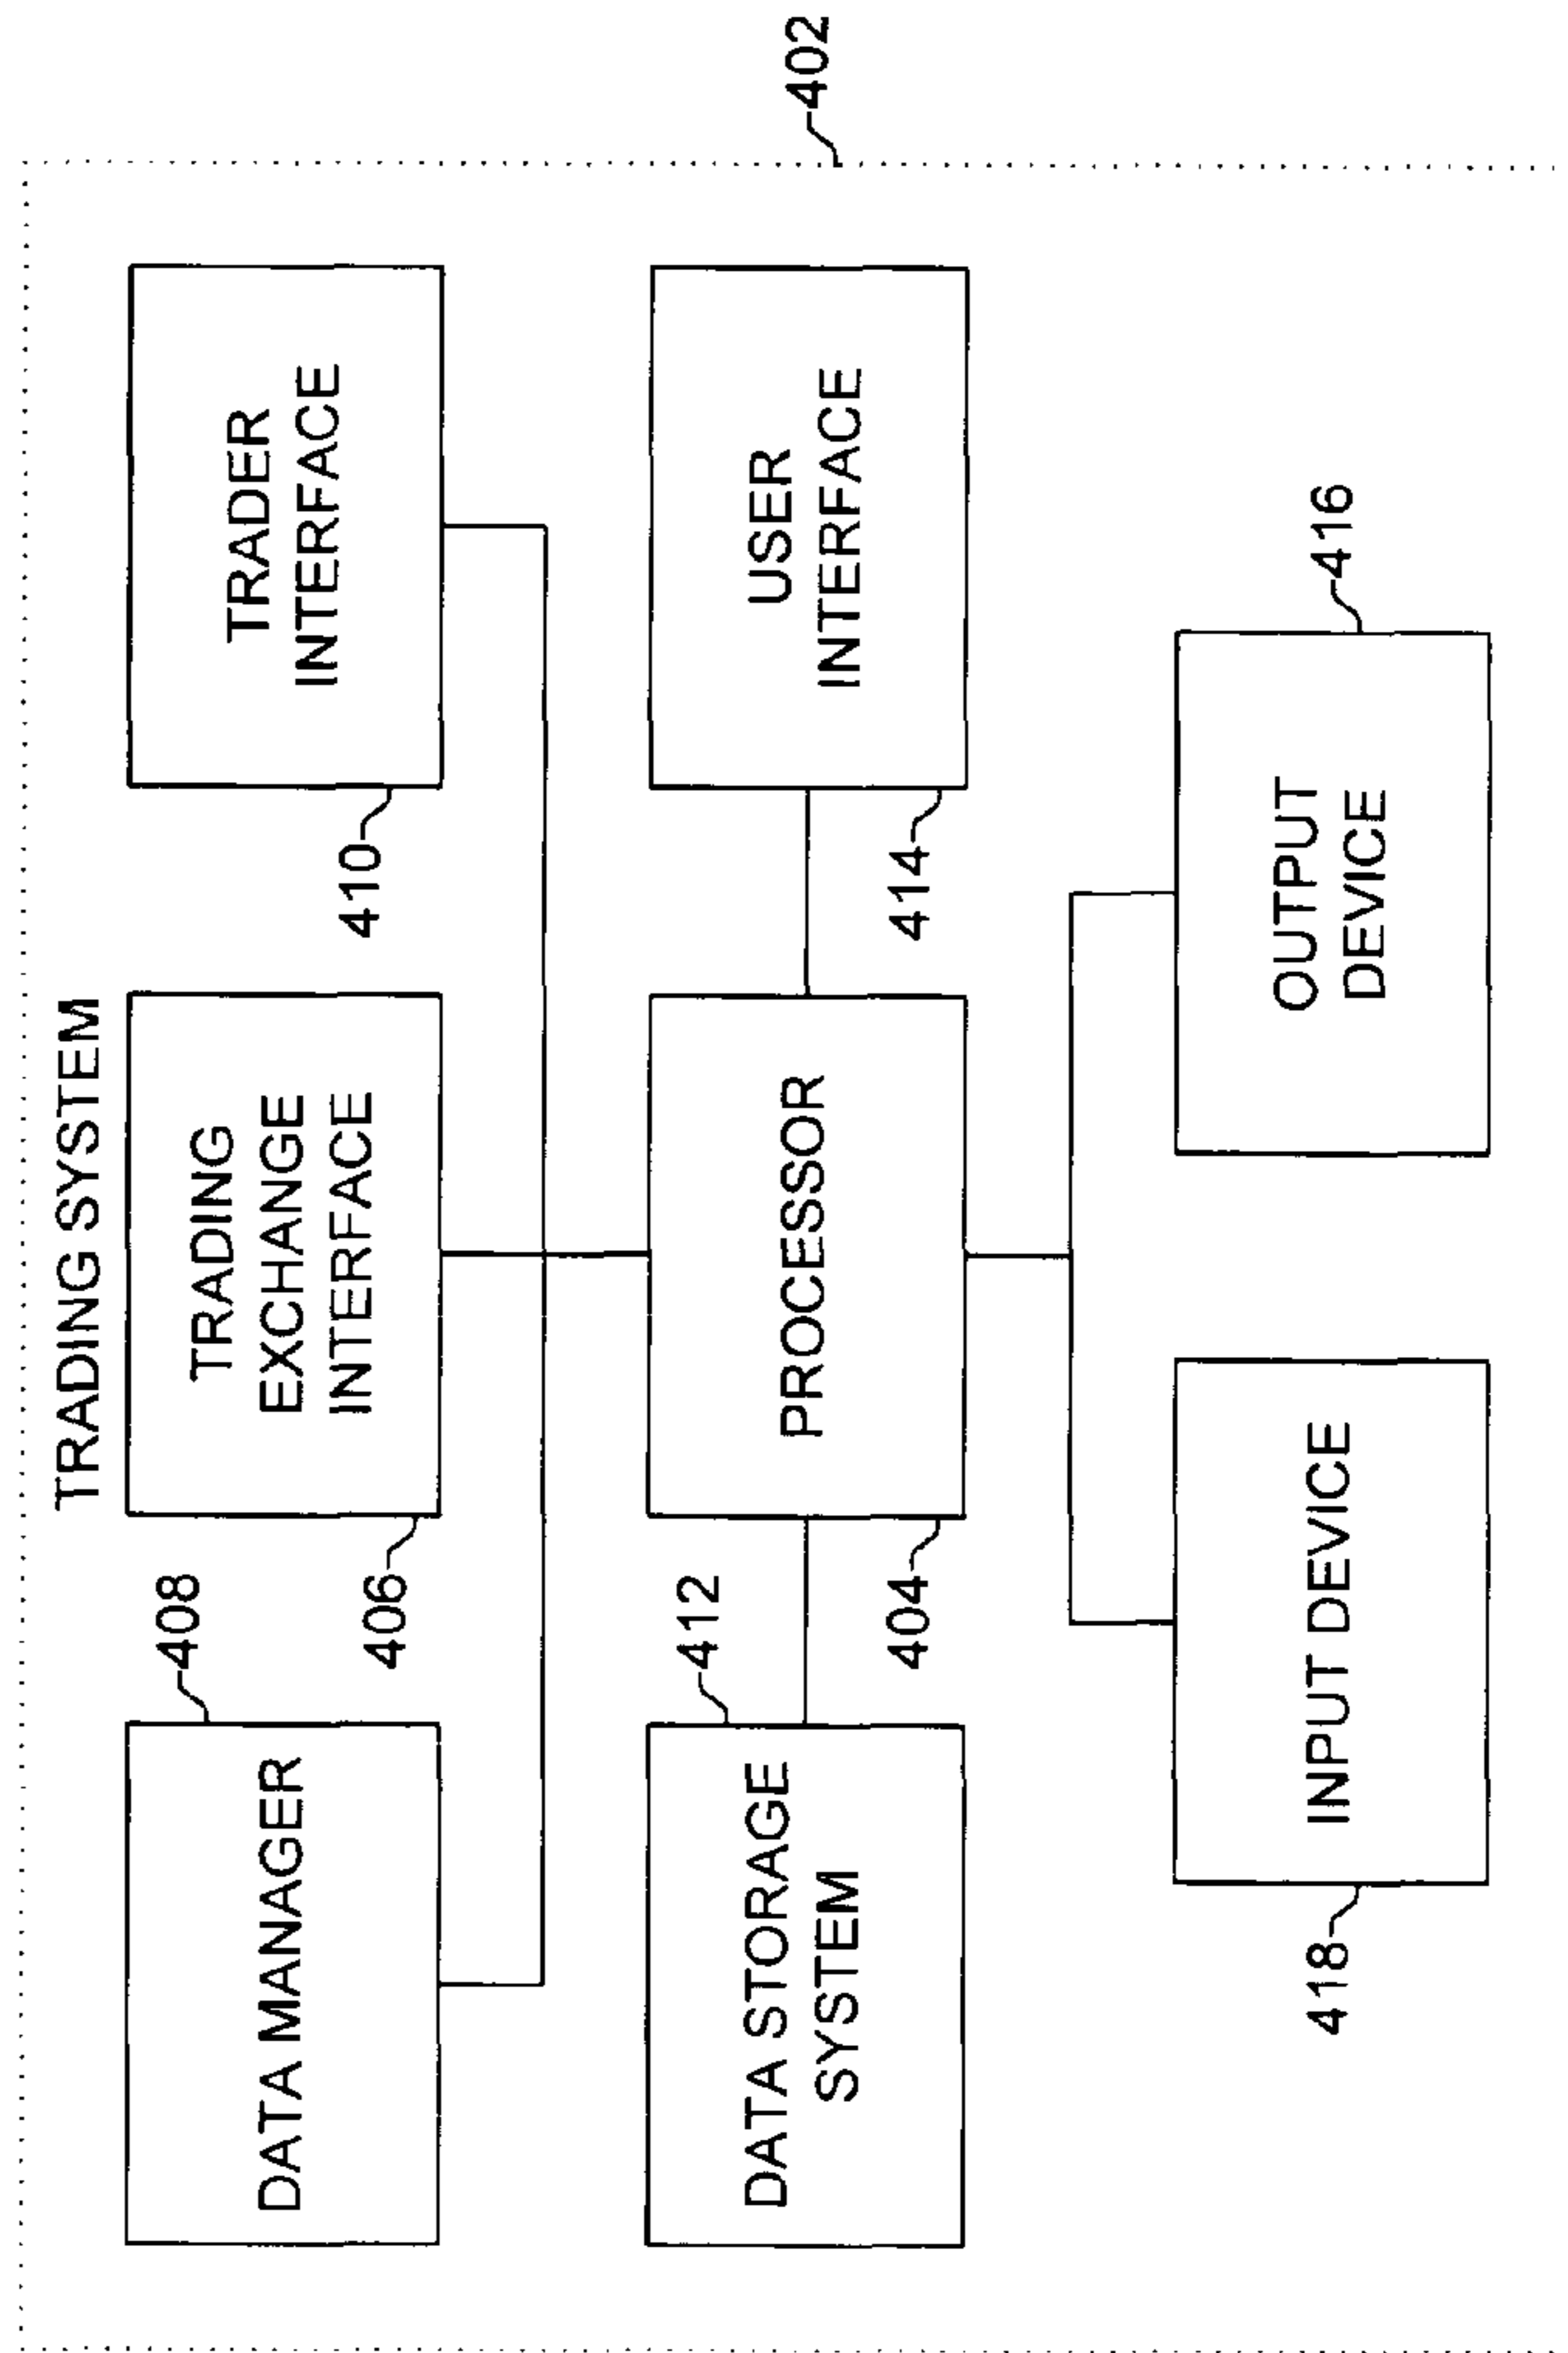 TRADING SYSTEM
402
DATA MANAGER
408
TRADING
EXCHANGE
INTERFACE
406
TRADER
INTERFACE
410
DATA STORAGE
SYSTEM
412
PROCESSOR
404
USER
INTERFACE
414
INPUT DEVICE
418
OUTPUT
DEVICE
416